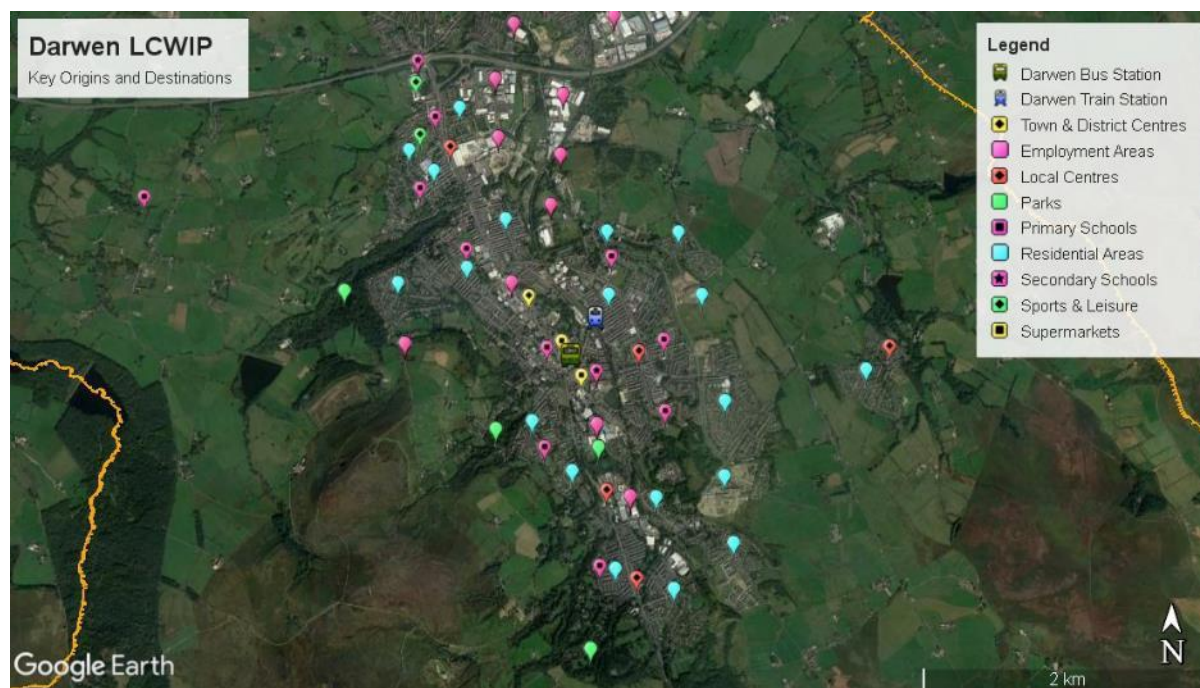 Darwen LCWIP
Key Origins and Destinations
Legend
Darwen Bus Station
Darwen Train Station
Town & District Centres
Employment Areas
Local Centres
Parks
Primary Schools
Residential Areas
Secondary Schools
Sports & Leisure
Supermarkets
Google Earth
N
2 km